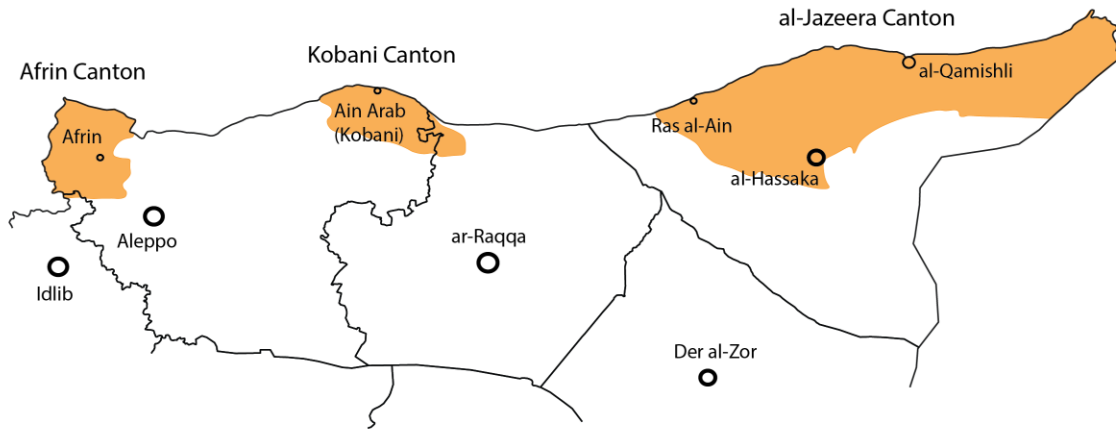 al-Jazeera Canton
Kobani Canton
Afrin Canton
al-Qamishli
Ain Arab
(Kobani)
Afrin
Ras al-Ain
al-Hassaka
Aleppo
ar-Raqqa
Idlib
Der al-Zor